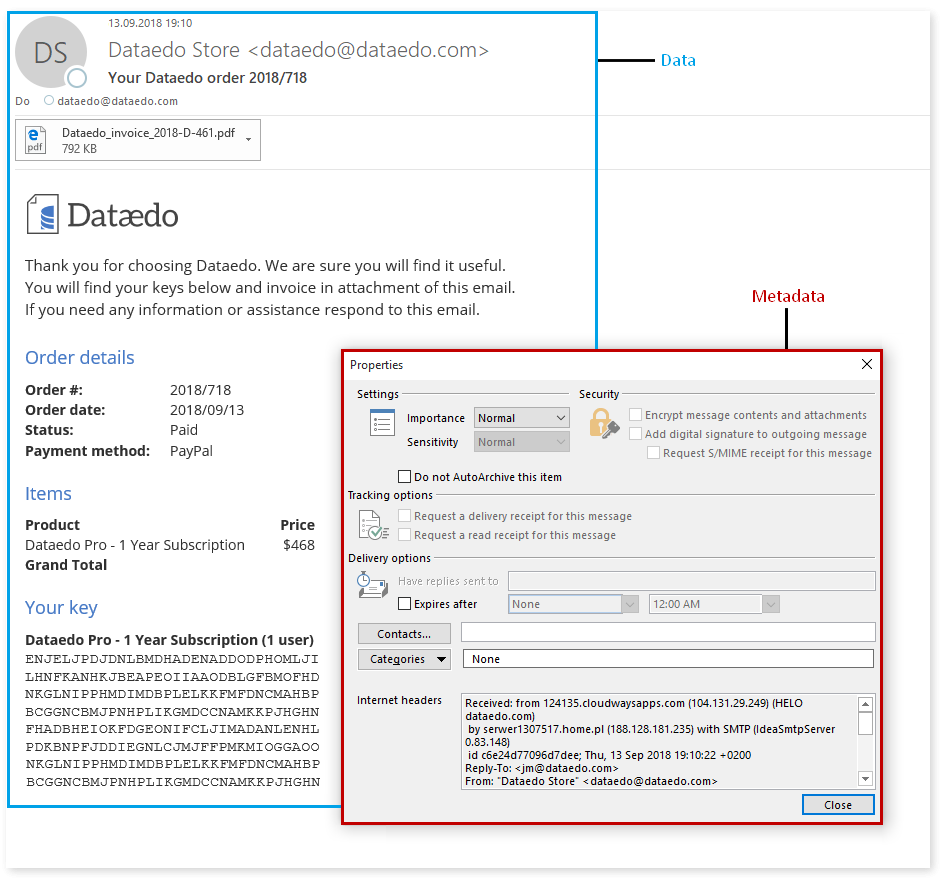 13.09.2018 19:10
DS
Dataedo Store <dataedo@dataedo.com>
Your Dataedo order 2018/718
Do dataedo@dataedo.com
Data
Dataedo_invoice_2018-D-461.pdf
792 KB
pdf
Datædo
Thank you for choosing Dataedo. We are sure you will find it useful.
You will find your keys below and invoice in attachment of this email.
If you need any information or assistance respond to this email.
Order details
Order #: 2018/718
Order date: 2018/09/13
Status: Paid
Payment method: PayPal
Items
Product Price
Dataedo Pro - 1 Year Subscription $468
Grand Total
Your key
Dataedo Pro - 1 Year Subscription (1 user)
ENJELJPDJDNLBMDHADENADDODPHOMLJI
LHNFKANHKJBEAPEOIIAAODBLGFBMOFHD
NKGLNIPPHMDIMDBPLELKKFMFDNCMAHBP
BCGGNCBMJPNHPLIKGMDCCNAMKKPJHGHN
FHADBHEIOKFDGEONIFCLJIMADANLENHL
PDKBNPFJDDIEGNLCJMJFFPMKMIOGGAOO
NKGLNIPPHMDIMDBPLELKKFMFDNCMAHBP
BCGGNCBMJPNHPLIKGMDCCNAMKKPJHGHN
Metadata
Properties
Settings
Importance Normal
Sensitivity Normal
Do not AutoArchive this item
Security
Encrypt message contents and attachments
Add digital signature to outgoing message
Request S/MIME receipt for this message
Tracking options
Request a delivery receipt for this message
Request a read receipt for this message
Delivery options
Have replies sent to
Expires after None 12:00 AM
Contacts...
Categories None
Internet headers
Received: from 124135.cloudwaysapps.com (104.131.29.249) (HELO
dataedo.com)
by serwer1307517.home.pl (188.128.181.235) with SMTP (IdeaSmtpServer
0.83.148)
id c6e24d77096d7dee; Thu, 13 Sep 2018 19:10:22 +0200
Reply-To: <jm@dataedo.com>
From: "Dataedo Store" <dataedo@dataedo.com>
Close